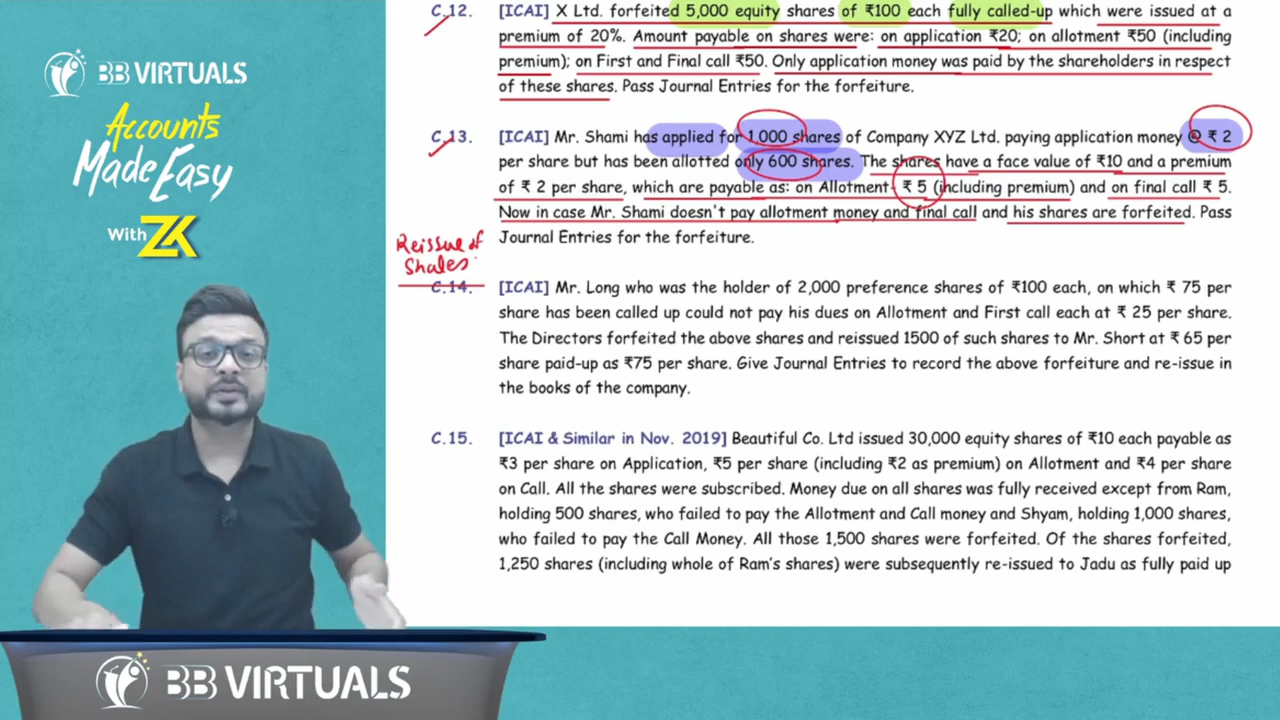 BB VIRTUALS
Accounts
Made Easy
With ZK
C.12. [ICAI] X Ltd. forfeited 5,000 equity shares of ₹100 each fully called-up which were issued at a
premium of 20%. Amount payable on shares were: on application ₹20; on allotment ₹50 (including
premium); on First and Final call ₹50. Only application money was paid by the shareholders in respect
of these shares. Pass Journal Entries for the forfeiture.
C.13. [ICAI] Mr. Shami has applied for 1,000 shares of Company XYZ Ltd. paying application money @ ₹ 2
per share but has been allotted only 600 shares. The shares have a face value of ₹10 and a premium
of ₹ 2 per share, which are payable as: on Allotment- ₹ 5 (including premium) and on final call ₹ 5.
Now in case Mr. Shami doesn't pay allotment money and final call and his shares are forfeited. Pass
Journal Entries for the forfeiture.
Reissue of
Shares
C.14. [ICAI] Mr. Long who was the holder of 2,000 preference shares of ₹100 each, on which ₹ 75 per
share has been called up could not pay his dues on Allotment and First call each at ₹ 25 per share.
The Directors forfeited the above shares and reissued 1500 of such shares to Mr. Short at ₹ 65 per
share paid-up as ₹75 per share. Give Journal Entries to record the above forfeiture and re-issue in
the books of the company.
C.15. [ICAI & Similar in Nov. 2019] Beautiful Co. Ltd issued 30,000 equity shares of ₹10 each payable as
₹3 per share on Application, ₹5 per share (including ₹2 as premium) on Allotment and ₹4 per share
on Call. All the shares were subscribed. Money due on all shares was fully received except from Ram,
holding 500 shares, who failed to pay the Allotment and Call money and Shyam, holding 1,000 shares,
who failed to pay the Call Money. All those 1,500 shares were forfeited. Of the shares forfeited,
1,250 shares (including whole of Ram's shares) were subsequently re-issued to Jadu as fully paid up
BB VIRTUALS